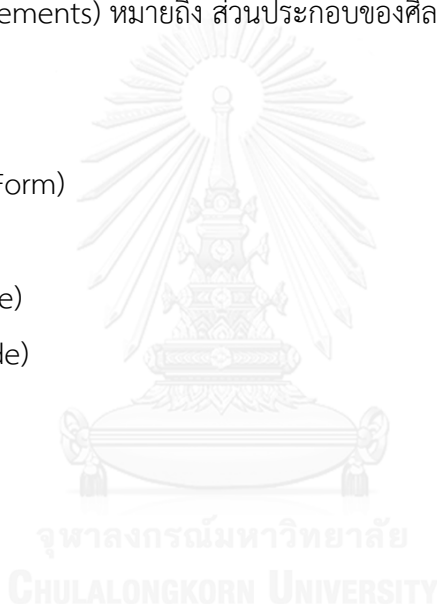 ements) หมายถึง ส่วนประกอบของศิล
Form)
e)
de)
จุฬาลงกรณ์มหาวิทยาลัย
CHULALONGKORN UNIVERSITY